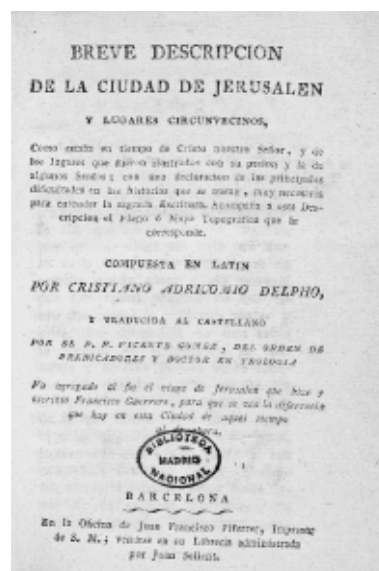 BREVE DESCRIPCION
DE LA CIUDAD DE JERUSALEN
Y LUGARES CIRCUNVECINOS,
Como estaba en tiempo de Cristo nuestro Señor, y de
los lugares que fueron ilustrados con su pasion y la de
algunos Santos; con una declaracion de las principales
dificultades en las historias que se tocan, muy necesaria
para entender la sagrada Escritura. Acompaña á esta Des-
cripcion el Plano ó Mapa Topográfico que le
corresponde.
COMPUESTA EN LATIN
POR CRISTIANO ADRICOMIO DELPHO,
Y TRADUCIDA AL CASTELLANO
POR EL P. F. VICENTE GOMEZ, DEL ORDEN DE
PREDICADORES Y DOCTOR EN TEOLOGIA
Va agregado al fin el viage de Jerusalen que hizo y
escribió Francisco Guerrero, para que se vea la diferencia
que hay en esta Ciudad de aquel tiempo
al de ahora.
BIBLIOTECA
MADRID
NACIONAL
BARCELONA
En la Oficina de Juan Francisco Piferrer, Impresor
de S. M.; véndese en su Librería administrada
por Juan Sellent.